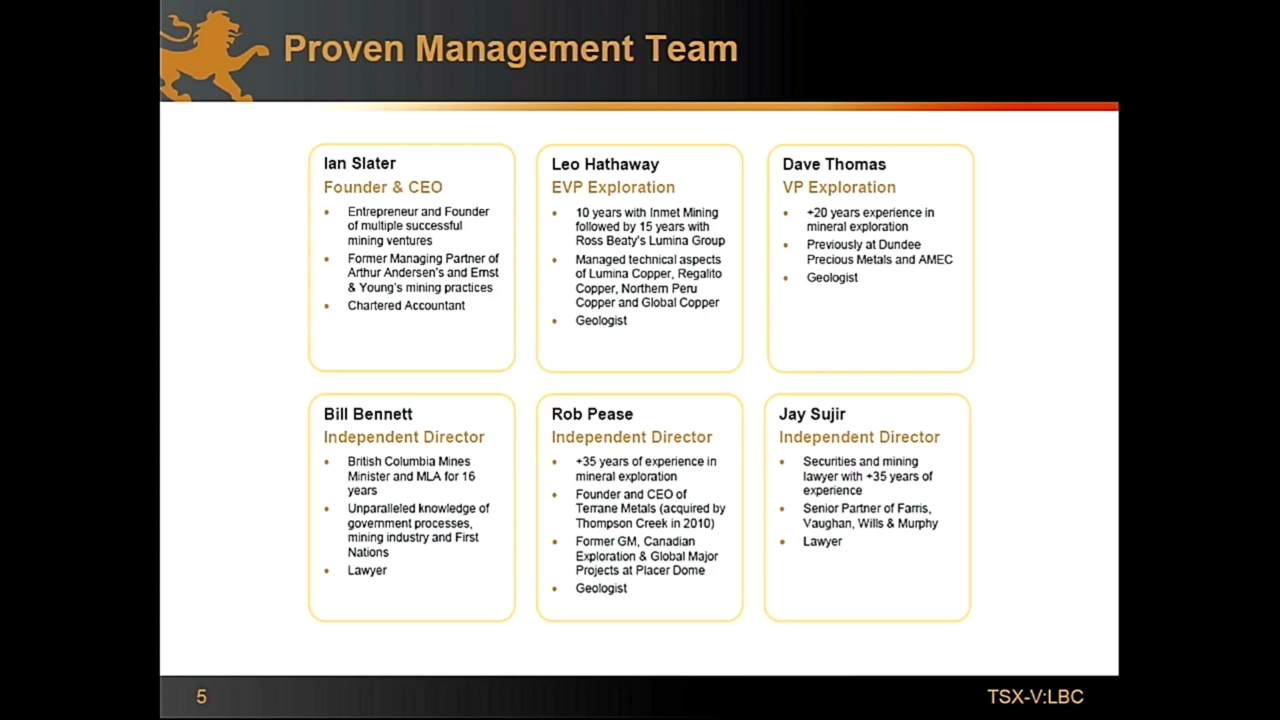 Proven Management Team
Ian Slater
Founder & CEO
• Entrepreneur and Founder
of multiple successful
mining ventures
• Former Managing Partner of
Arthur Andersen's and Ernst
& Young's mining practices
• Chartered Accountant
Leo Hathaway
EVP Exploration
• 10 years with Inmet Mining
followed by 15 years with
Ross Beaty's Lumina Group
• Managed technical aspects
of Lumina Copper, Regalito
Copper, Northern Peru
Copper and Global Copper
• Geologist
Dave Thomas
VP Exploration
• +20 years experience in
mineral exploration
• Previously at Dundee
Precious Metals and AMEC
• Geologist
Bill Bennett
Independent Director
• British Columbia Mines
Minister and MLA for 16
years
• Unparalleled knowledge of
government processes,
mining industry and First
Nations
• Lawyer
Rob Pease
Independent Director
• +35 years of experience in
mineral exploration
• Founder and CEO of
Terrane Metals (acquired by
Thompson Creek in 2010)
• Former GM, Canadian
Exploration & Global Major
Projects at Placer Dome
• Geologist
Jay Sujir
Independent Director
• Securities and mining
lawyer with +35 years of
experience
• Senior Partner of Farris,
Vaughan, Wills & Murphy
• Lawyer
5
TSX-V:LBC